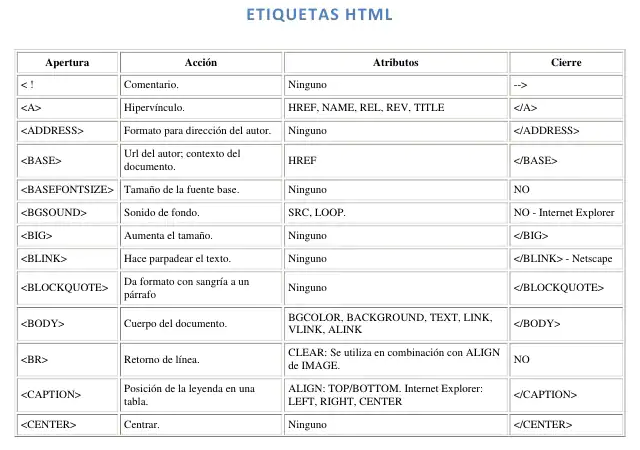 ETIQUETAS HTML
Apertura Acción Atributos Cierre
< ! Comentario. Ninguno -->
<A> Hipervínculo. HREF, NAME, REL, REV, TITLE </A>
<ADDRESS> Formato para dirección del autor. Ninguno </ADDRESS>
<BASE> Url del autor; contexto del
documento. HREF </BASE>
<BASEFONTSIZE> Tamaño de la fuente base. Ninguno NO
<BGSOUND> Sonido de fondo. SRC, LOOP. NO - Internet Explorer
<BIG> Aumenta el tamaño. Ninguno </BIG>
<BLINK> Hace parpadear el texto. Ninguno </BLINK> - Netscape
<BLOCKQUOTE> Da formato con sangría a un
párrafo Ninguno </BLOCKQUOTE>
<BODY> Cuerpo del documento. BGCOLOR, BACKGROUND, TEXT, LINK,
VLINK, ALINK </BODY>
<BR> Retorno de línea. CLEAR: Se utiliza en combinación con ALIGN
de IMAGE. NO
<CAPTION> Posición de la leyenda en una
tabla. ALIGN: TOP/BOTTOM. Internet Explorer:
LEFT, RIGHT, CENTER </CAPTION>
<CENTER> Centrar. Ninguno </CENTER>